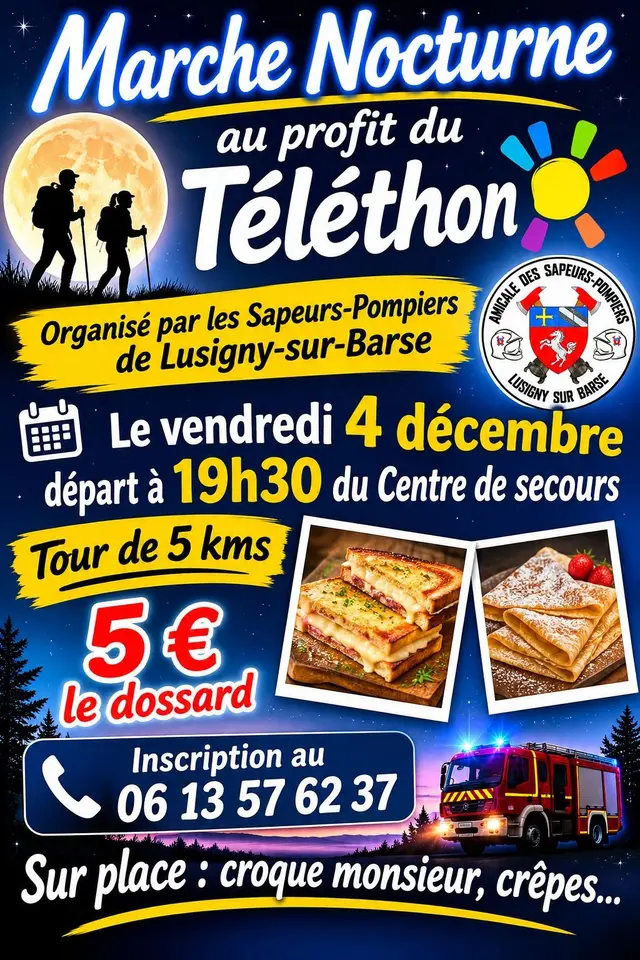 Marche Nocturne
au profit du
Téléthon
Organisé par les Sapeurs-Pompiers
de Lusigny-sur-Barse
AMICALE DES SAPEURS-POMPIERS
LUSIGNY SUR BARSE
Le vendredi 4 décembre
départ à 19h30 du Centre de secours
Tour de 5 kms
5 €
le dossard
Inscription au
06 13 57 62 37
Sur place : croque monsieur, crêpes...